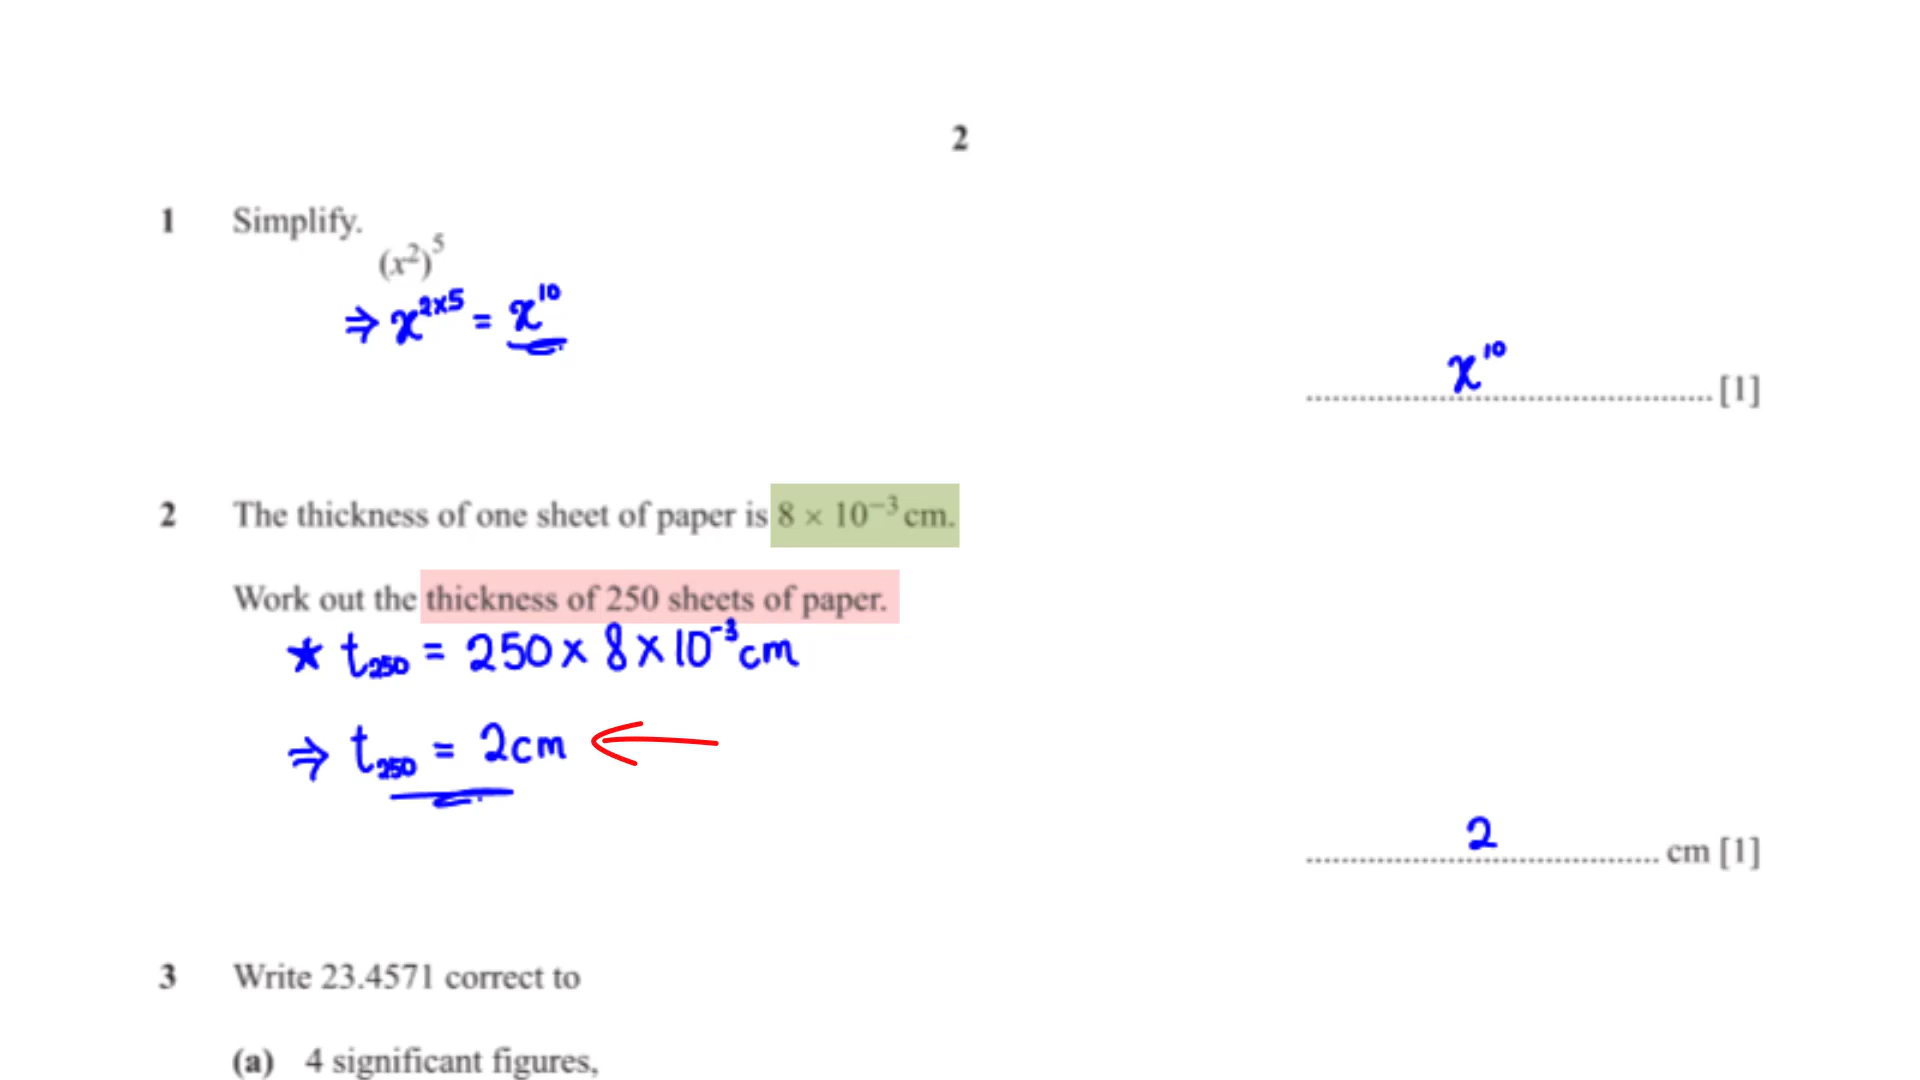 2
1 Simplify.
(x²)⁵
⇒ x²ˣ⁵ = x¹⁰
x¹⁰
[1]
2 The thickness of one sheet of paper is 8 × 10⁻³ cm.
Work out the thickness of 250 sheets of paper.
★ t₂₅₀ = 250 × 8 × 10⁻³ cm
⇒ t₂₅₀ = 2cm
2
cm [1]
3 Write 23.4571 correct to
(a) 4 significant figures,